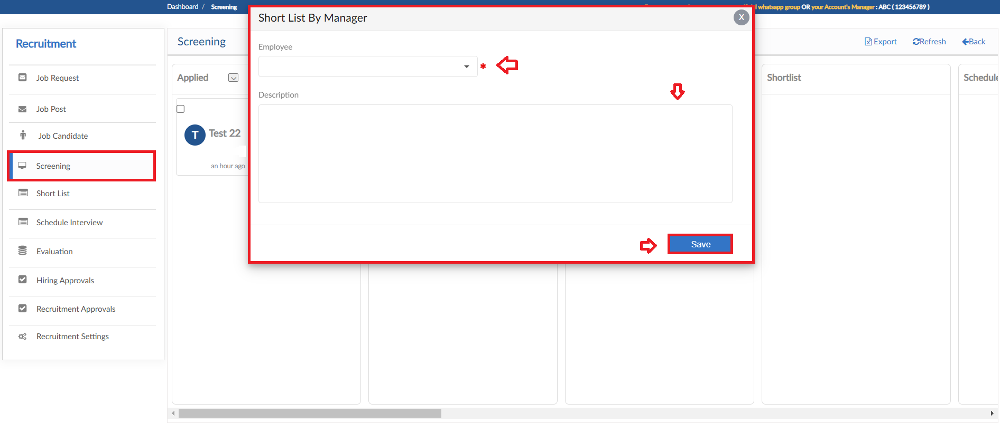 Dashboard / Screening
whatsapp group OR your Account's Manager : ABC ( 123456789 )
Short List By Manager
X
Recruitment
Screening
Export
Refresh
Back
Employee
*
Job Request
Job Post
Job Candidate
Screening
Short List
Schedule Interview
Evaluation
Hiring Approvals
Recruitment Approvals
Recruitment Settings
Applied
T
Test 22
an hour ago
Description
Save
Shortlist
Schedule